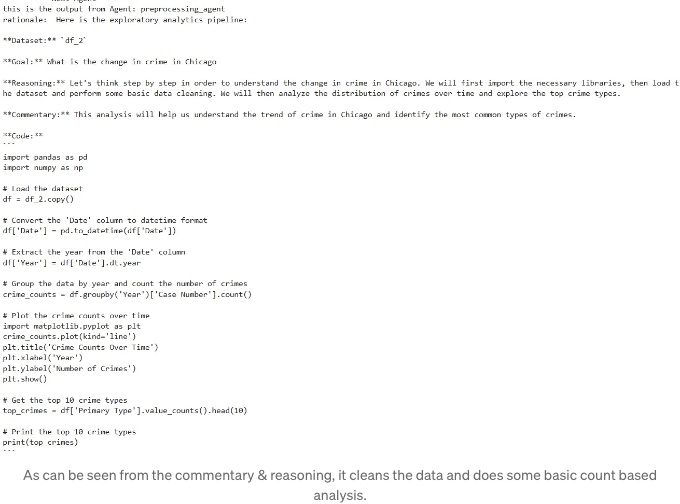 this is the output from Agent: preprocessing_agent
rationale: Here is the exploratory analytics pipeline:
**Dataset:** `df_2`
**Goal:** What is the change in crime in Chicago
**Reasoning:** Let's think step by step in order to understand the change in crime in Chicago. We will first import the necessary libraries, then load t
he dataset and perform some basic data cleaning. We will then analyze the distribution of crimes over time and explore the top crime types.
**Commentary:** This analysis will help us understand the trend of crime in Chicago and identify the most common types of crimes.
**Code:**
```
import pandas as pd
import numpy as np
# Load the dataset
df = df_2.copy()
# Convert the 'Date' column to datetime format
df['Date'] = pd.to_datetime(df['Date'])
# Extract the year from the 'Date' column
df['Year'] = df['Date'].dt.year
# Group the data by year and count the number of crimes
crime_counts = df.groupby('Year')['Case Number'].count()
# Plot the crime counts over time
import matplotlib.pyplot as plt
crime_counts.plot(kind='line')
plt.title('Crime Counts Over Time')
plt.xlabel('Year')
plt.ylabel('Number of Crimes')
plt.show()
# Get the top 10 crime types
top_crimes = df['Primary Type'].value_counts().head(10)
# Print the top 10 crime types
print(top_crimes)
```
As can be seen from the commentary & reasoning, it cleans the data and does some basic count based
analysis.